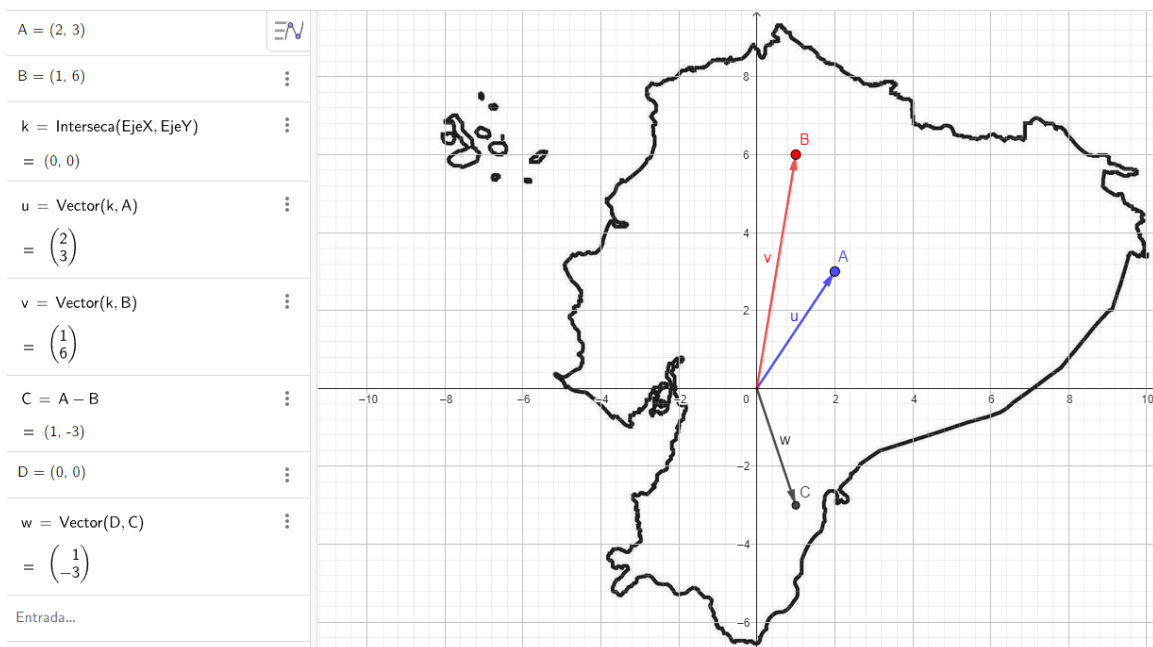 A = (2, 3)
B = (1, 6)
k = Interseca(EjeX, EjeY)
= (0, 0)
u = Vector(k, A)
= (2
3)
v = Vector(k, B)
= (1
6)
C = A − B
= (1, -3)
D = (0, 0)
w = Vector(D, C)
= (1
−3)
Entrada...
8
6
4
2
0
−2
−4
−6
−10
−8
−6
−4
−2
2
4
6
8
10
B
v
A
u
w
C